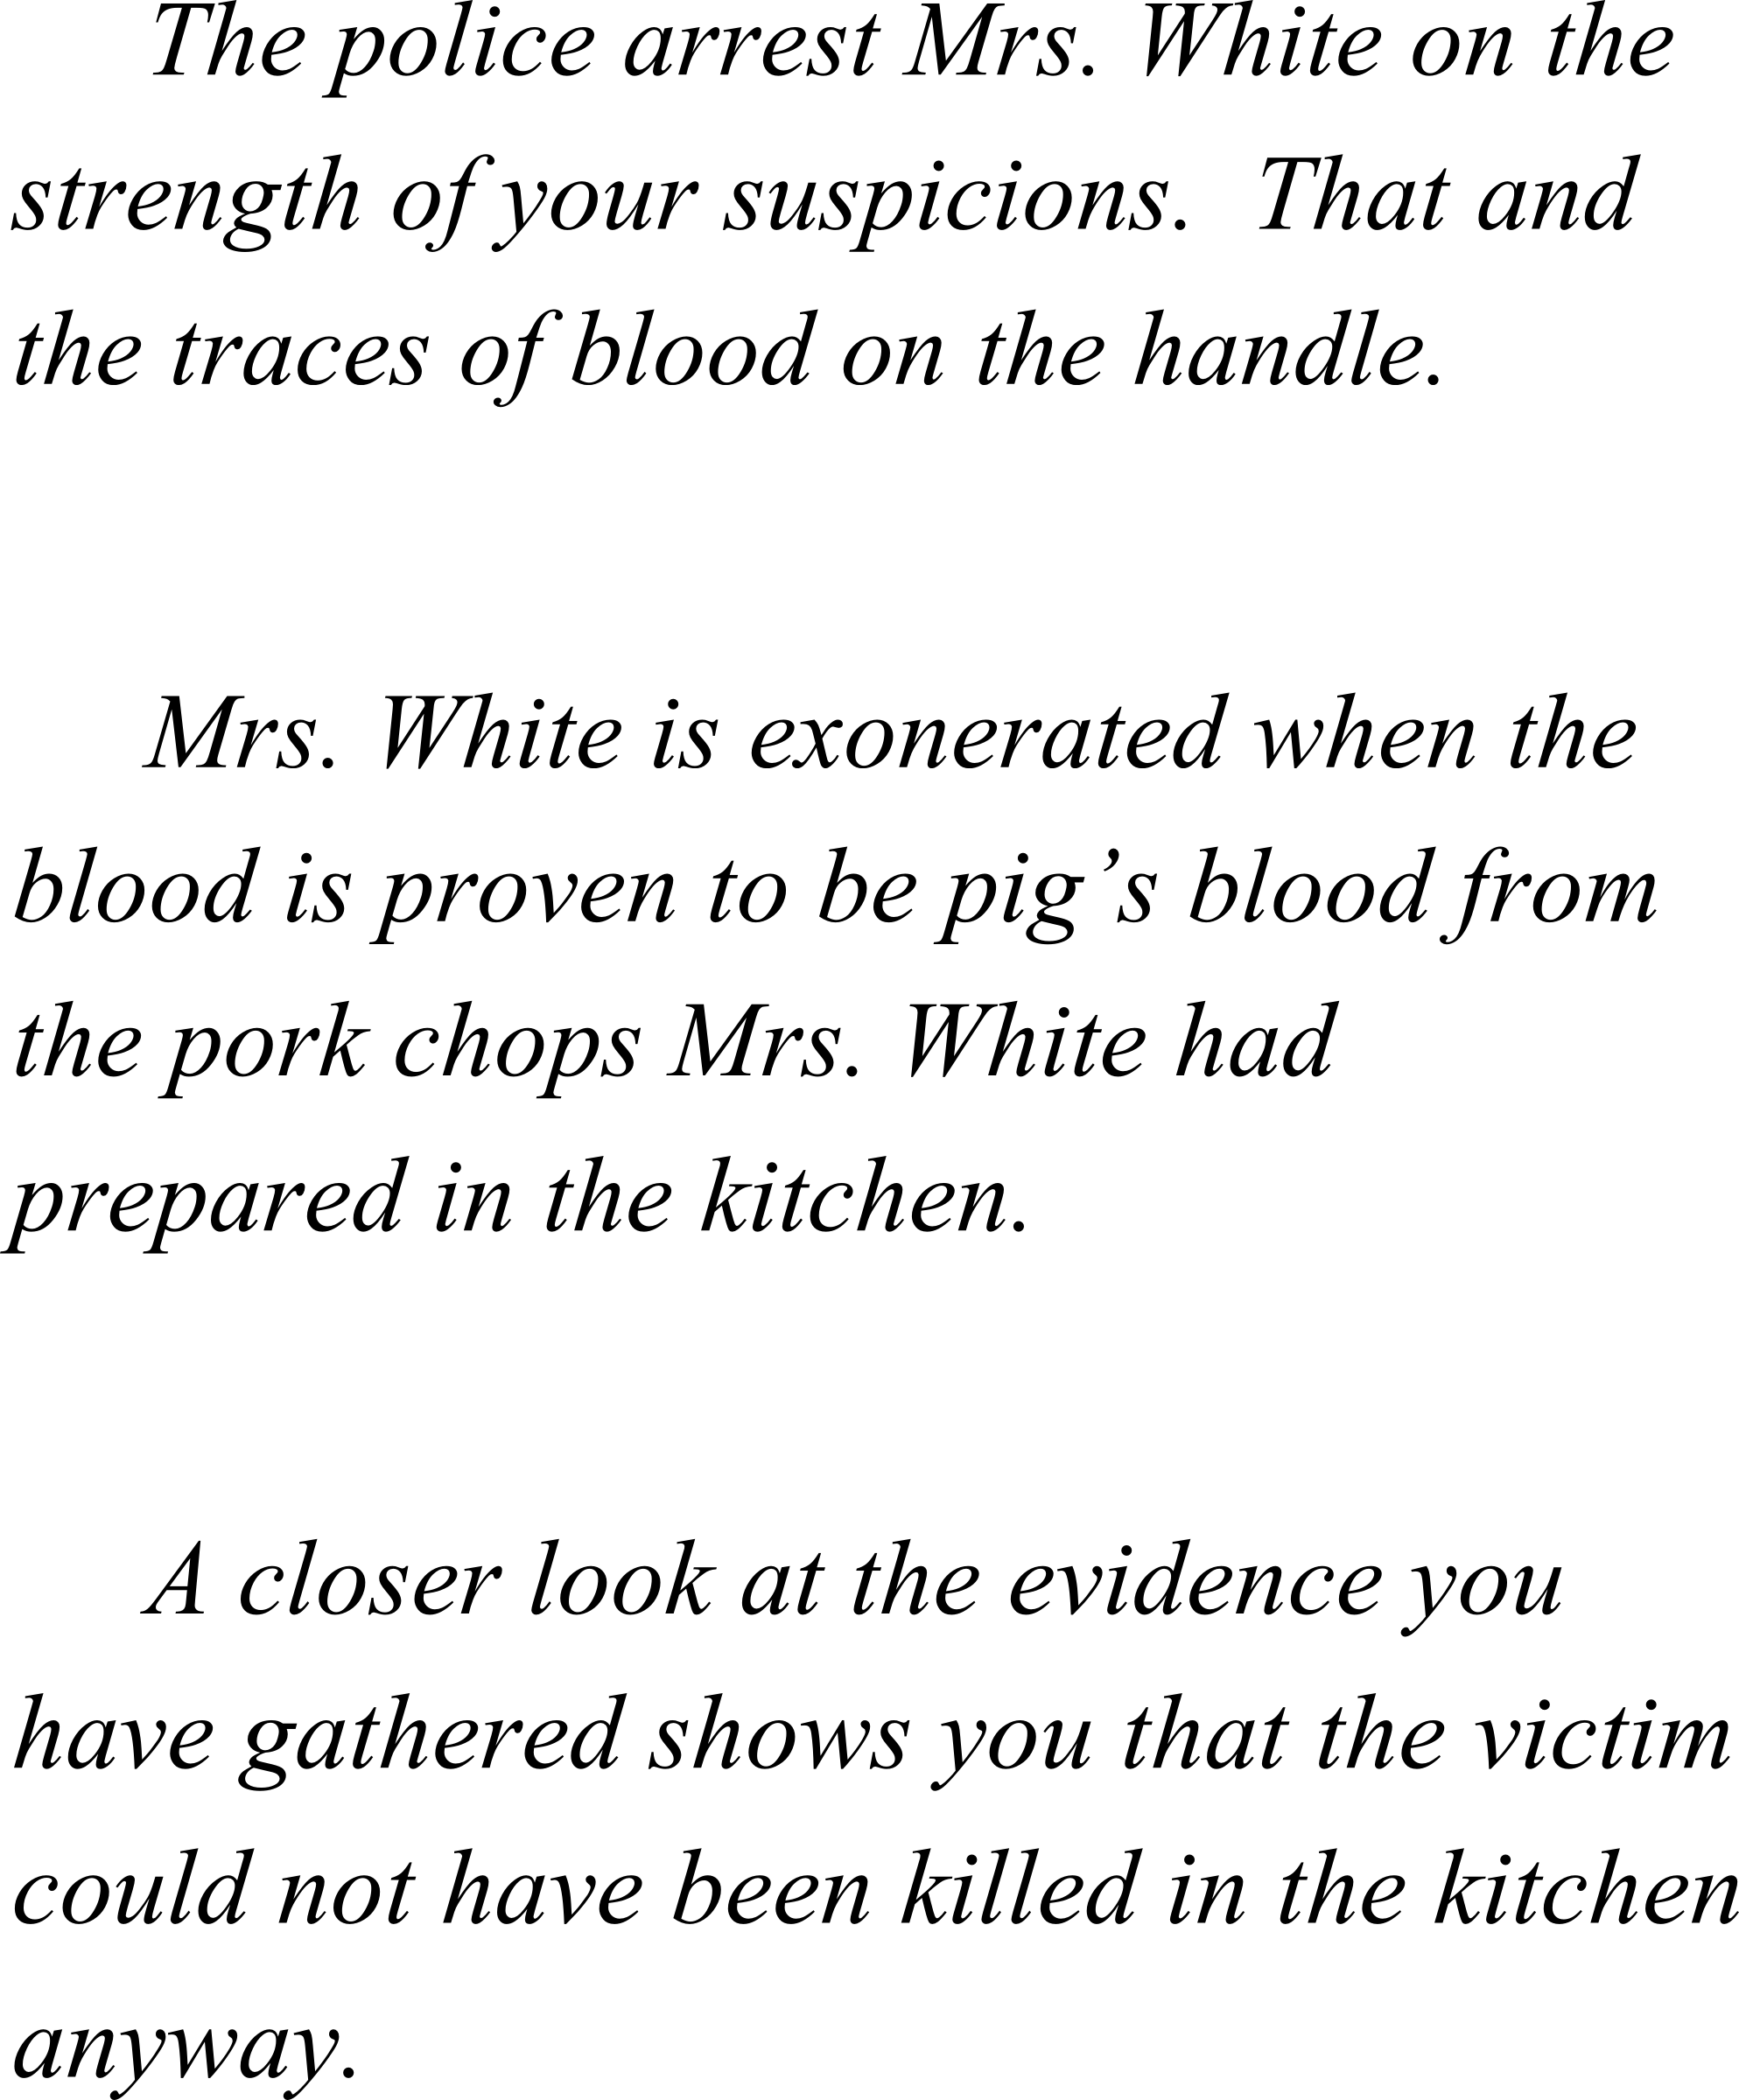 The police arrest Mrs. White on the
strength of your suspicions.  That and
the traces of blood on the handle.
Mrs. White is exonerated when the
blood is proven to be pig’s blood from
the pork chops Mrs. White had
prepared in the kitchen.
A closer look at the evidence you
have gathered shows you that the victim
could not have been killed in the kitchen
anyway.